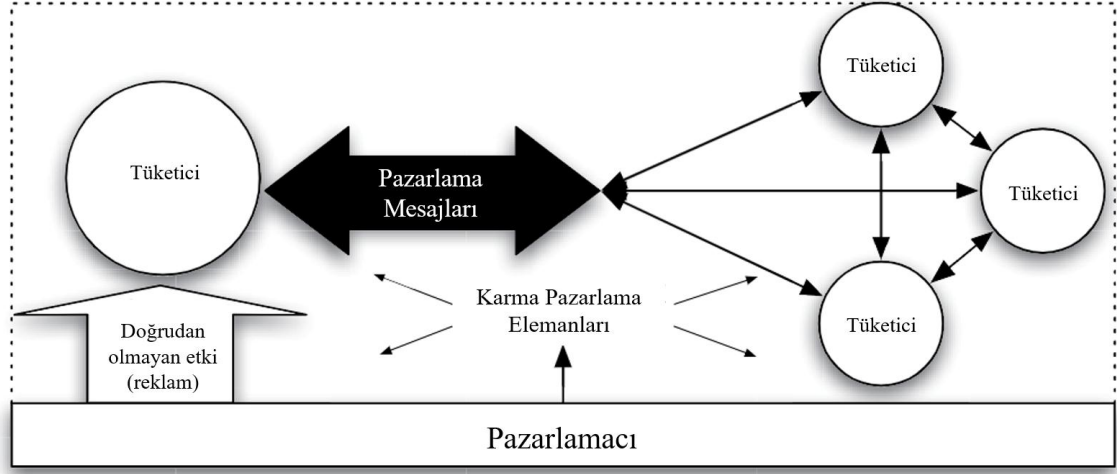 Tüketici
Tüketici
Pazarlama
Mesajları
Tüketici
Karma Pazarlama
Elemanları
Tüketici
Doğrudan
olmayan etki
(reklam)
Pazarlamacı